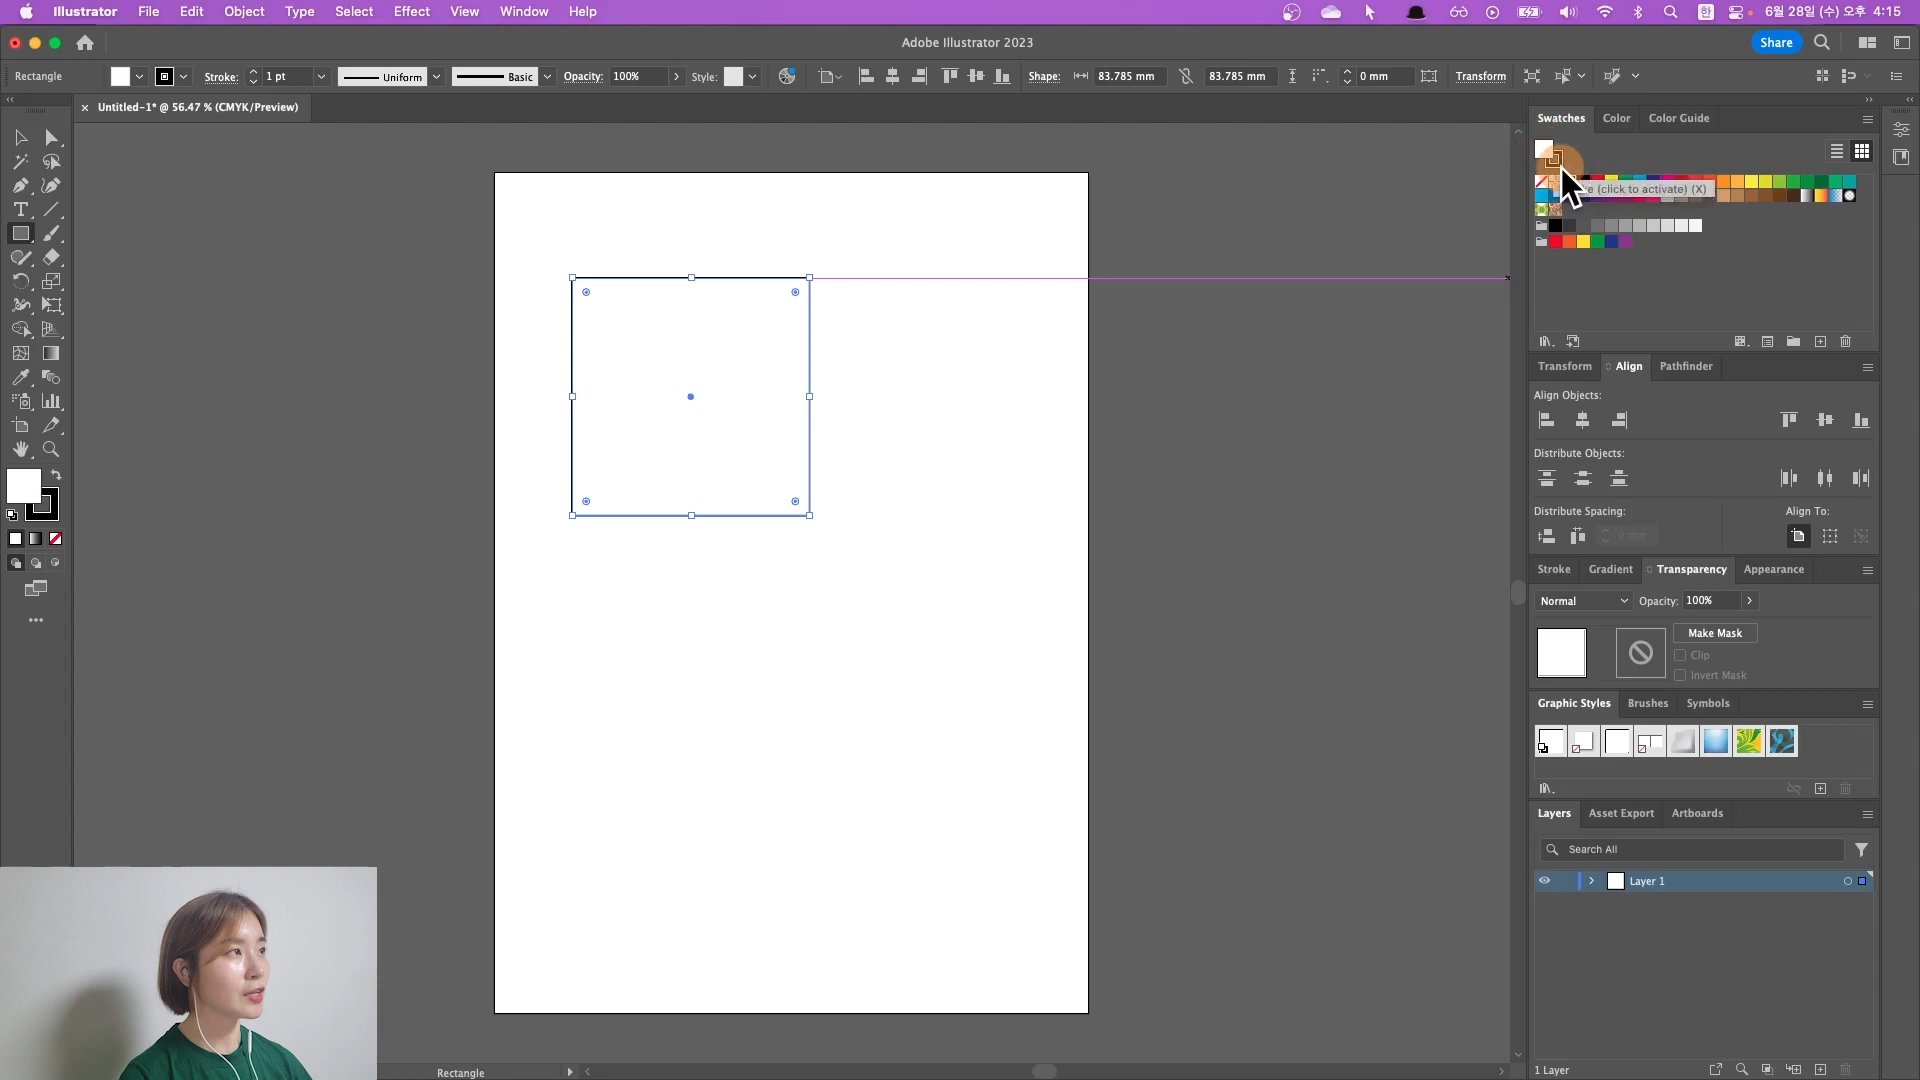 Illustrator File Edit Object Type Select Effect View Window Help 한 6월 28일 (수) 오후 4:15
Adobe Illustrator 2023 Share
Rectangle Stroke: 1 pt Uniform Basic Opacity: 100% Style: Shape: 83.785 mm 83.785 mm 0 mm Transform
× Untitled-1* @ 56.47 % (CMYK/Preview)
Swatches Color Color Guide
(click to activate) (X)
Transform Align Pathfinder
Align Objects:
Distribute Objects:
Distribute Spacing: Align To:
0 mm
Stroke Gradient Transparency Appearance
Normal Opacity: 100%
Make Mask
Clip
Invert Mask
Graphic Styles Brushes Symbols
Layers Asset Export Artboards
Search All
Layer 1
Rectangle
1 Layer